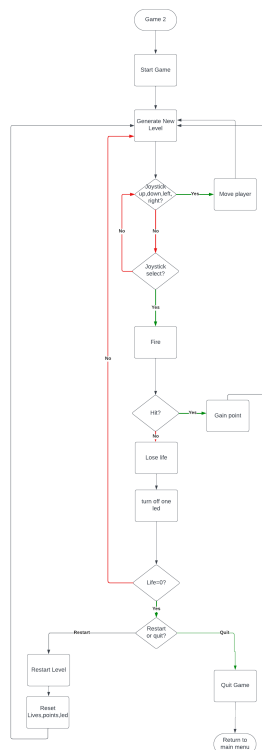 Game 2
Start Game
Generate New
Level
Joystick
up,down,left,
right?
Yes
Move player
No
No
Joystick
select?
Yes
Fire
No
Hit?
Yes
Gain point
No
Lose life
turn off one
led
Life=0?
Yes
Restart
Restart
or quit?
Quit
Restart Level
Quit Game
Reset
Lives,points,led
Return to
main menu